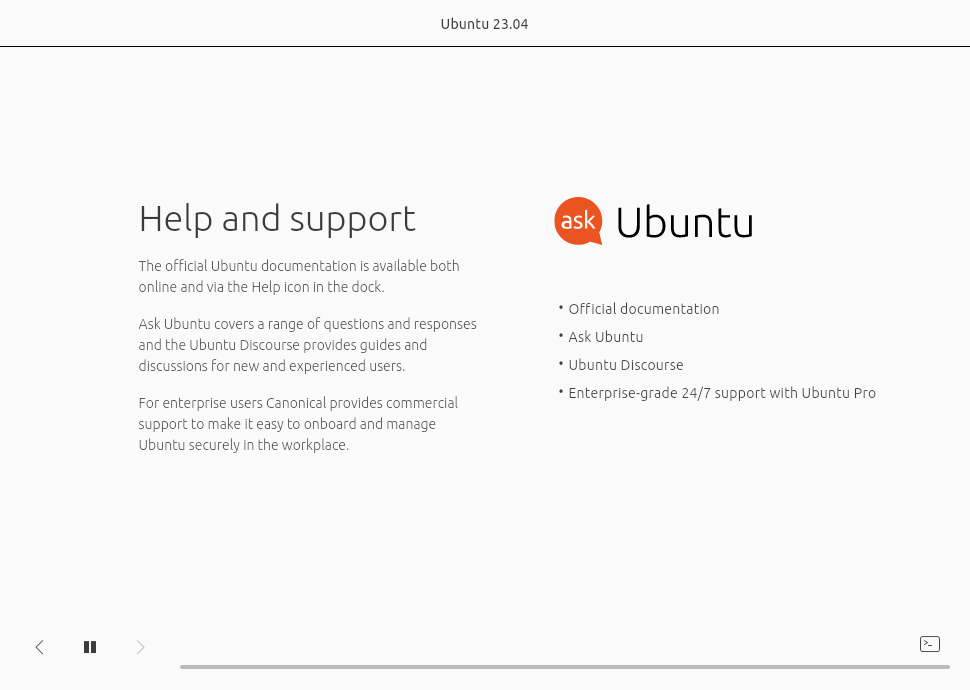 Ubuntu 23.04
Help and support
The official Ubuntu documentation is available both
online and via the Help icon in the dock.
Ask Ubuntu covers a range of questions and responses
and the Ubuntu Discourse provides guides and
discussions for new and experienced users.
For enterprise users Canonical provides commercial
support to make it easy to onboard and manage
Ubuntu securely in the workplace.
ask Ubuntu
• Official documentation
• Ask Ubuntu
• Ubuntu Discourse
• Enterprise-grade 24/7 support with Ubuntu Pro